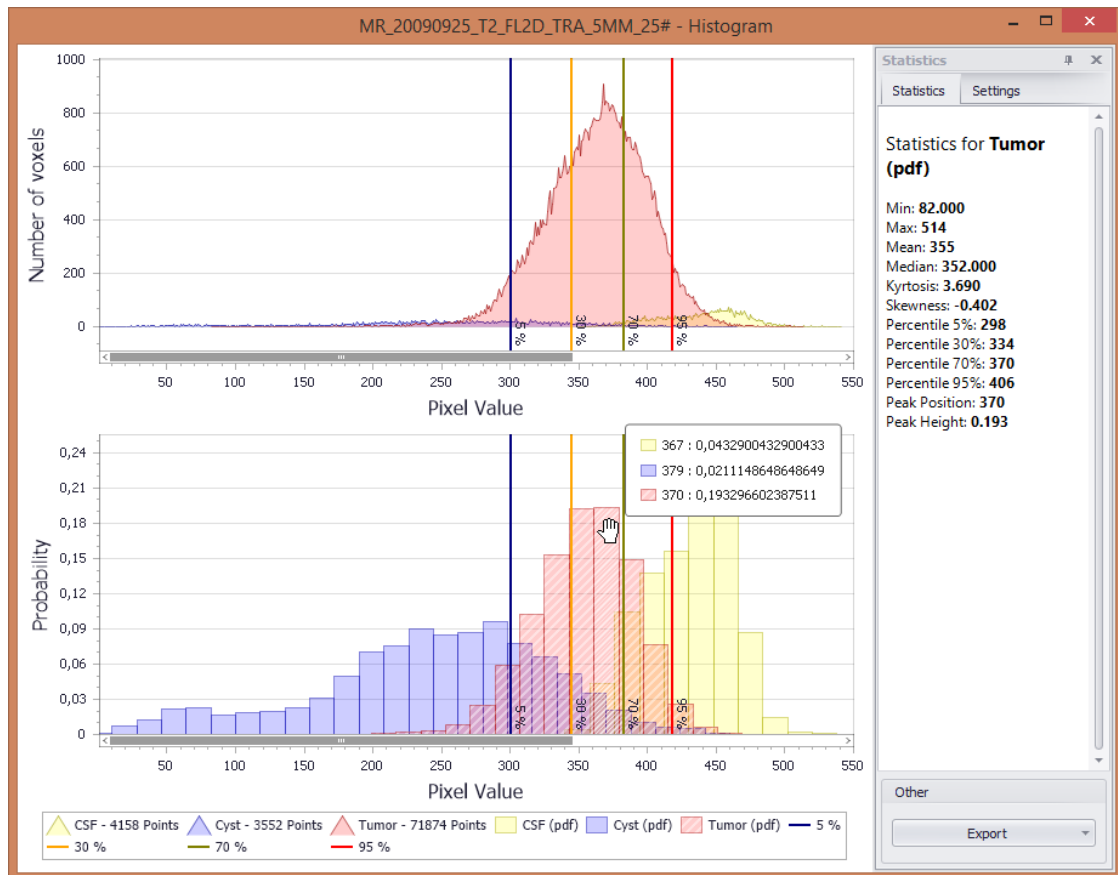 MR_20090925_T2_FL2D_TRA_5MM_25# - Histogram
Number of voxels
1000
800
600
400
200
0
5 %
30 %
70 %
95 %
50 100 150 200 250 300 350 400 450 500 550
Pixel Value
Probability
0,24
0,21
0,18
0,15
0,12
0,09
0,06
0,03
0
367 : 0,0432900432900433
379 : 0,0211148648648649
370 : 0,193296602387511
5 %
30 %
70 %
95 %
50 100 150 200 250 300 350 400 450 500 550
Pixel Value
CSF - 4158 Points Cyst - 3552 Points Tumor - 71874 Points CSF (pdf) Cyst (pdf) Tumor (pdf) 5 %
30 % 70 % 95 %
Statistics
Statistics Settings
Statistics for Tumor
(pdf)
Min: 82.000
Max: 514
Mean: 355
Median: 352.000
Kyrtosis: 3.690
Skewness: -0.402
Percentile 5%: 298
Percentile 30%: 334
Percentile 70%: 370
Percentile 95%: 406
Peak Position: 370
Peak Height: 0.193
Other
Export